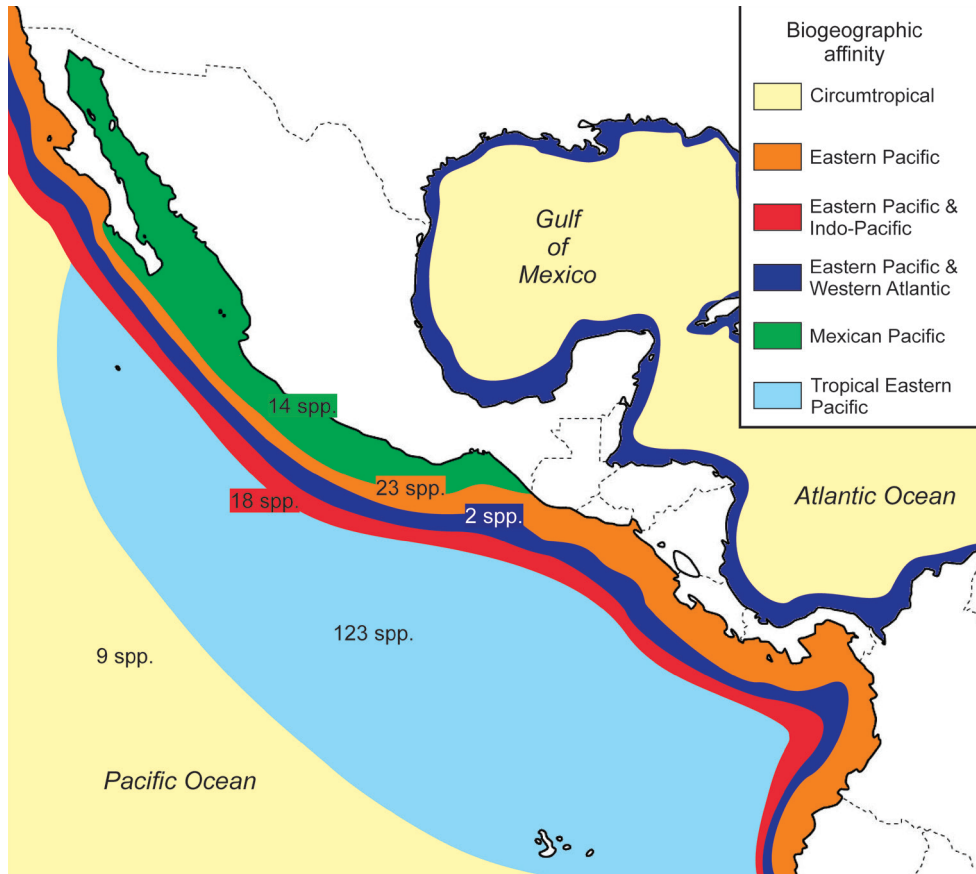 Biogeographic
affinity
Circumtropical
Eastern Pacific
Eastern Pacific &
Indo-Pacific
Eastern Pacific &
Western Atlantic
Mexican Pacific
Tropical Eastern
Pacific
Gulf
of
Mexico
Atlantic Ocean
14 spp.
23 spp.
18 spp.
2 spp.
123 spp.
9 spp.
Pacific Ocean